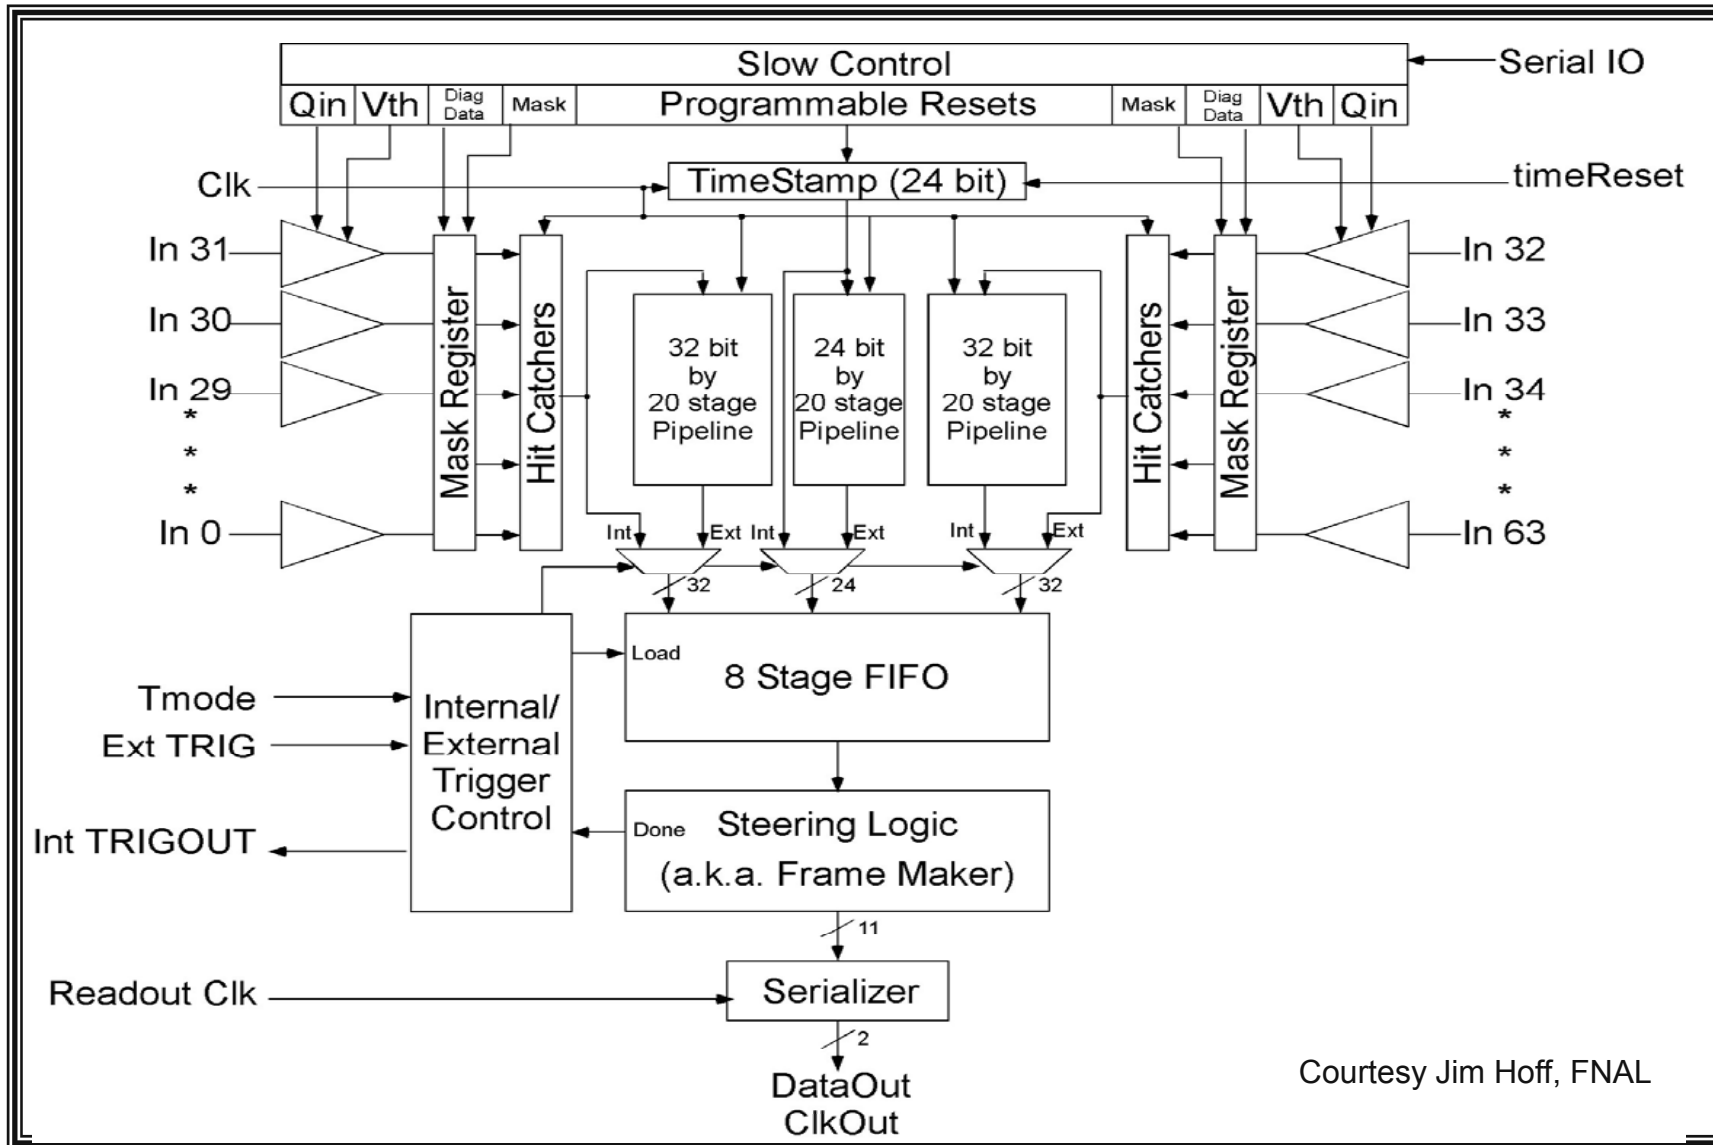 Slow Control
Serial IO
Qin Vth Diag Data Mask Programmable Resets Mask Diag Data Vth Qin
Clk
TimeStamp (24 bit)
timeReset
In 31
In 30
In 29
*
*
*
In 0
Mask Register
Hit Catchers
32 bit
by
20 stage
Pipeline
24 bit
by
20 stage
Pipeline
32 bit
by
20 stage
Pipeline
Hit Catchers
Mask Register
In 32
In 33
In 34
*
*
*
In 63
Int Ext Int Ext Int Ext
32 24 32
Load
8 Stage FIFO
Tmode
Ext TRIG
Int TRIGOUT
Internal/
External
Trigger
Control
Done
Steering Logic
(a.k.a. Frame Maker)
11
Readout Clk
Serializer
2
DataOut
ClkOut
Courtesy Jim Hoff, FNAL